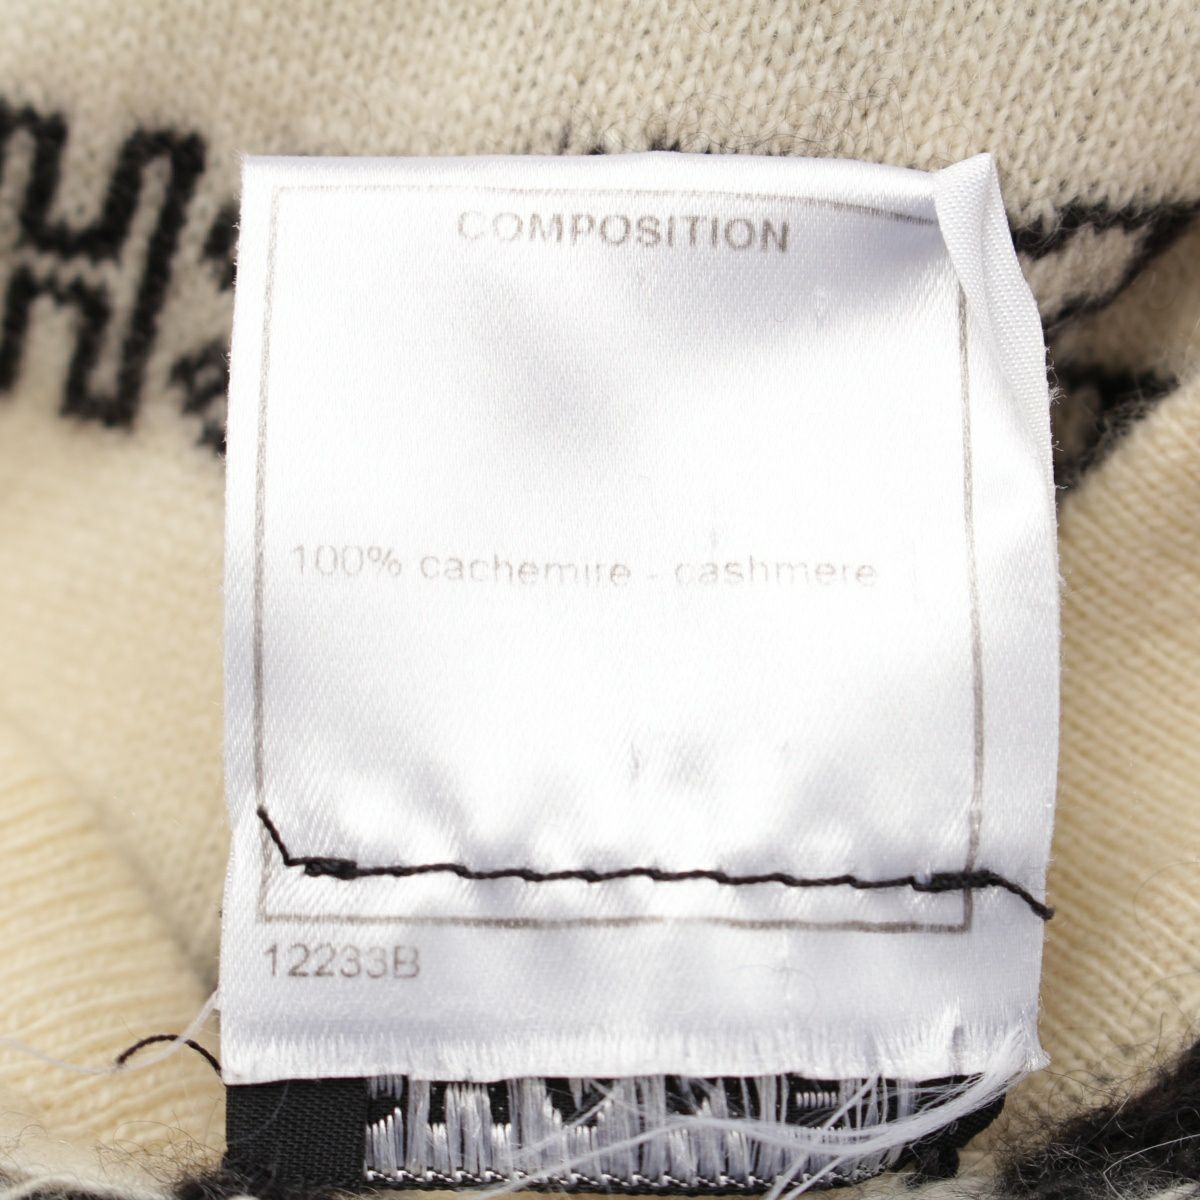 COMPOSITION
100% cachemire - cashmere
12233B